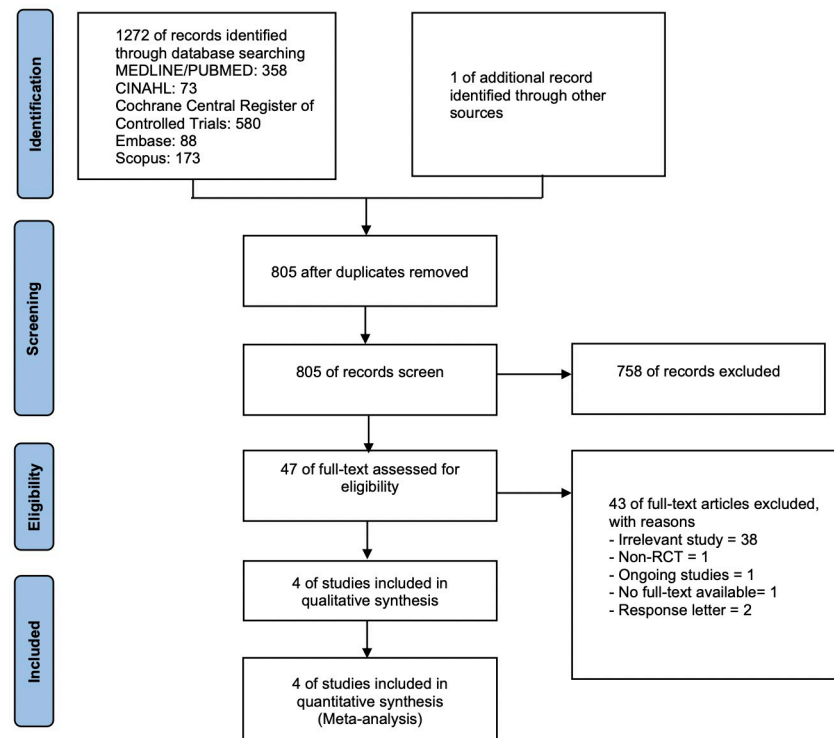 Identification
1272 of records identified
through database searching
MEDLINE/PUBMED: 358
CINAHL: 73
Cochrane Central Register of
Controlled Trials: 580
Embase: 88
Scopus: 173
1 of additional record
identified through other
sources
Screening
805 after duplicates removed
805 of records screen
758 of records excluded
Eligibility
47 of full-text assessed for
eligibility
43 of full-text articles excluded,
with reasons
- Irrelevant study = 38
- Non-RCT = 1
- Ongoing studies = 1
- No full-text available= 1
- Response letter = 2
Included
4 of studies included in
qualitative synthesis
4 of studies included in
quantitative synthesis
(Meta-analysis)